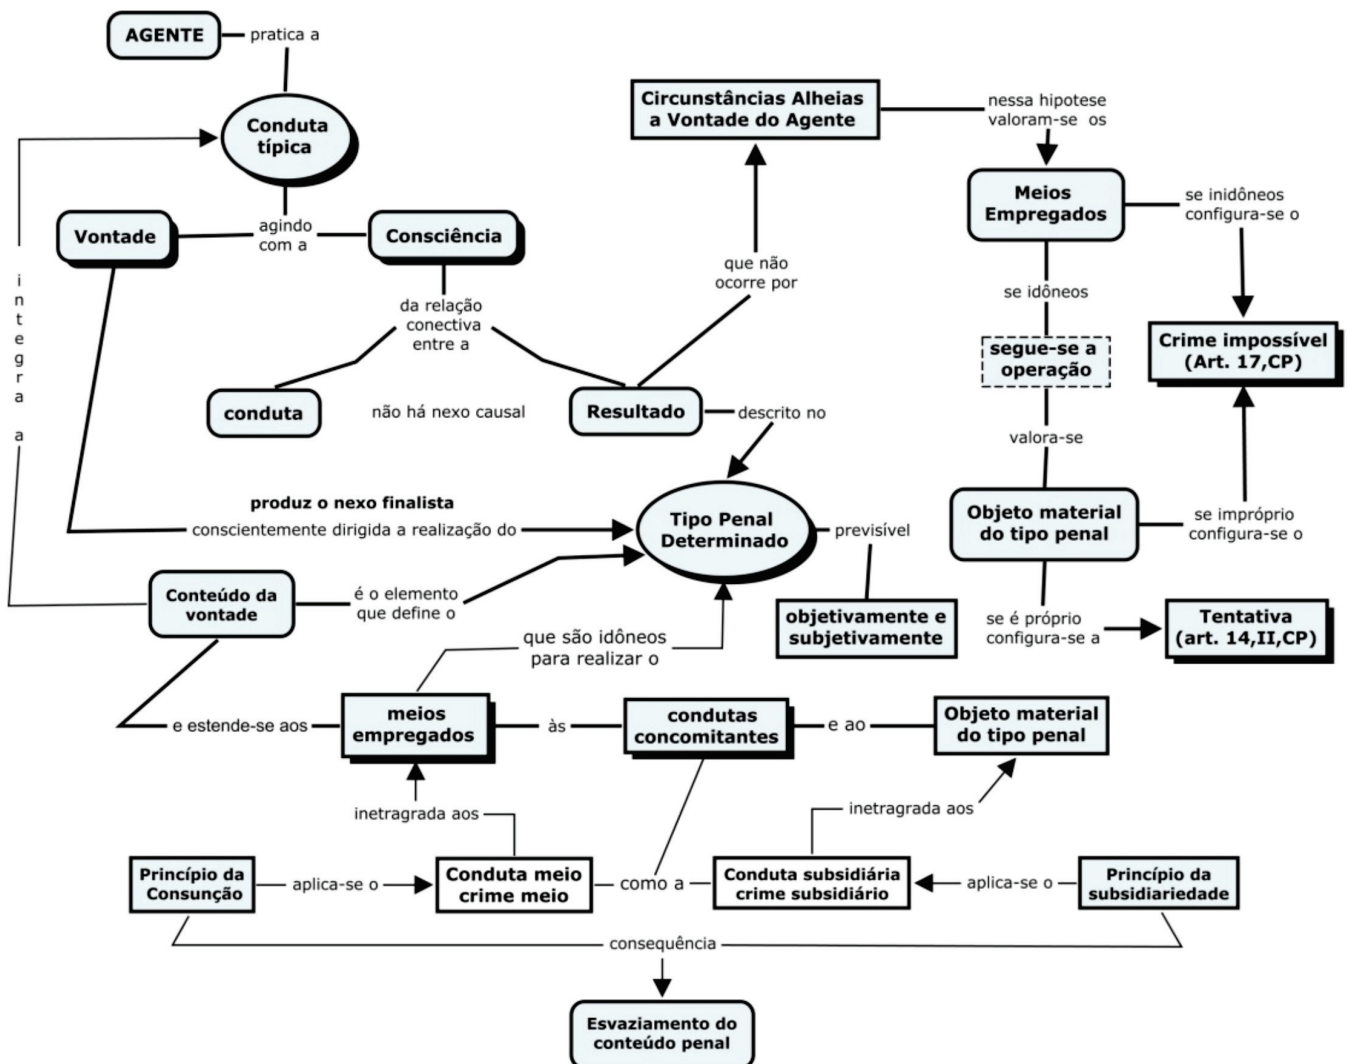 AGENTE
pratica a
Conduta
típica
Circunstâncias Alheias
a Vontade do Agente
nessa hipotese
valoram-se os
Meios
Empregados
se inidôneos
configura-se o
Vontade
agindo
com a
Consciência
que não
ocorre por
se idôneos
integra a
da relação
conectiva
entre a
segue-se a
operação
Crime impossível
(Art. 17,CP)
conduta
não há nexo causal
Resultado
descrito no
valora-se
produz o nexo finalista
conscientemente dirigida a realização do
Tipo Penal
Determinado
previsível
Objeto material
do tipo penal
se impróprio
configura-se o
Conteúdo da
vontade
é o elemento
que define o
objetivamente e
subjetivamente
se é próprio
configura-se a
Tentativa
(art. 14,II,CP)
que são idôneos
para realizar o
e estende-se aos
meios
empregados
às
condutas
concomitantes
e ao
Objeto material
do tipo penal
inetragrada aos
inetragrada aos
Princípio da
Consunção
aplica-se o
Conduta meio
crime meio
como a
Conduta subsidiária
crime subsidiário
aplica-se o
Princípio da
subsidiariedade
consequência
Esvaziamento do
conteúdo penal